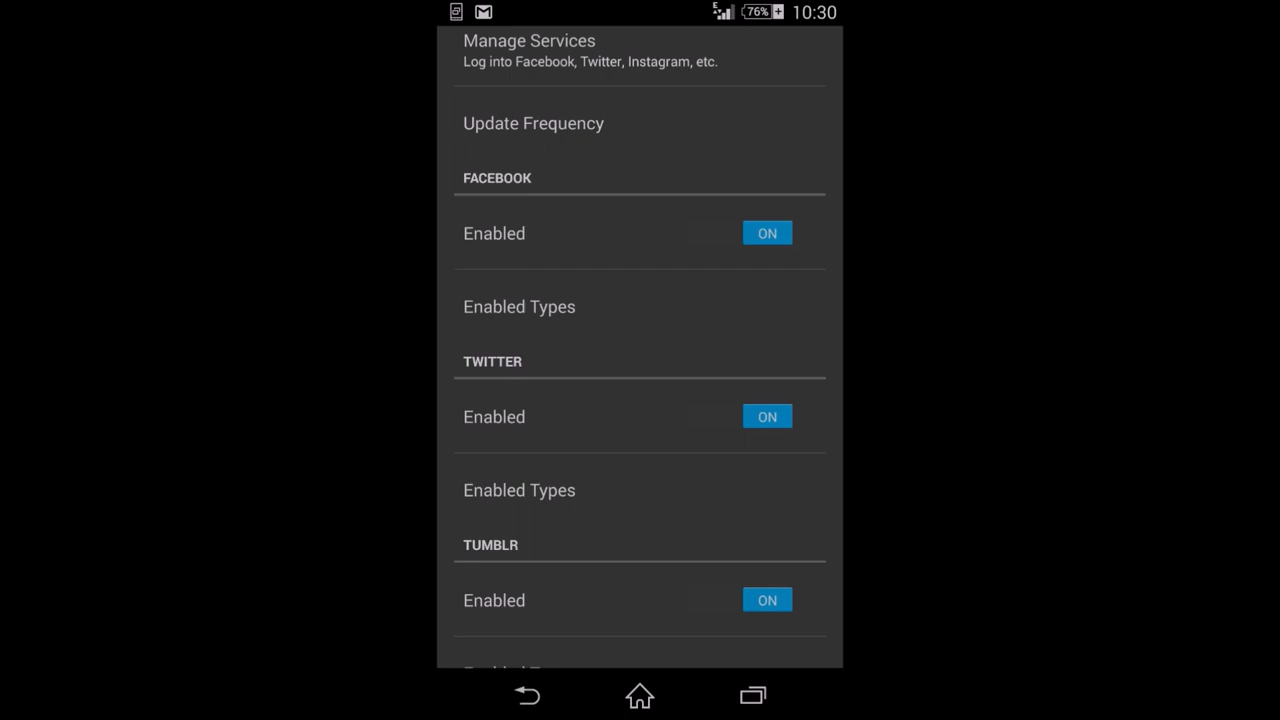 E 76% 10:30
Manage Services
Log into Facebook, Twitter, Instagram, etc.
Update Frequency
FACEBOOK
Enabled ON
Enabled Types
TWITTER
Enabled ON
Enabled Types
TUMBLR
Enabled ON